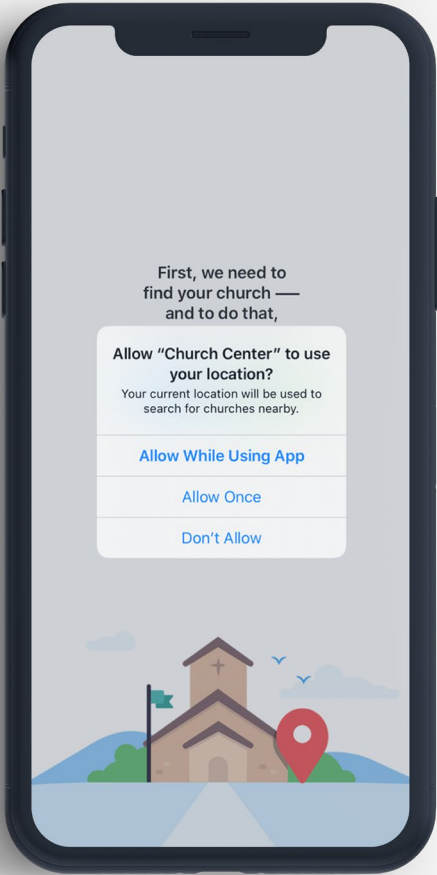 First, we need to
find your church —
and to do that,
Allow “Church Center” to use
your location?
Your current location will be used to
search for churches nearby.
Allow While Using App
Allow Once
Don’t Allow